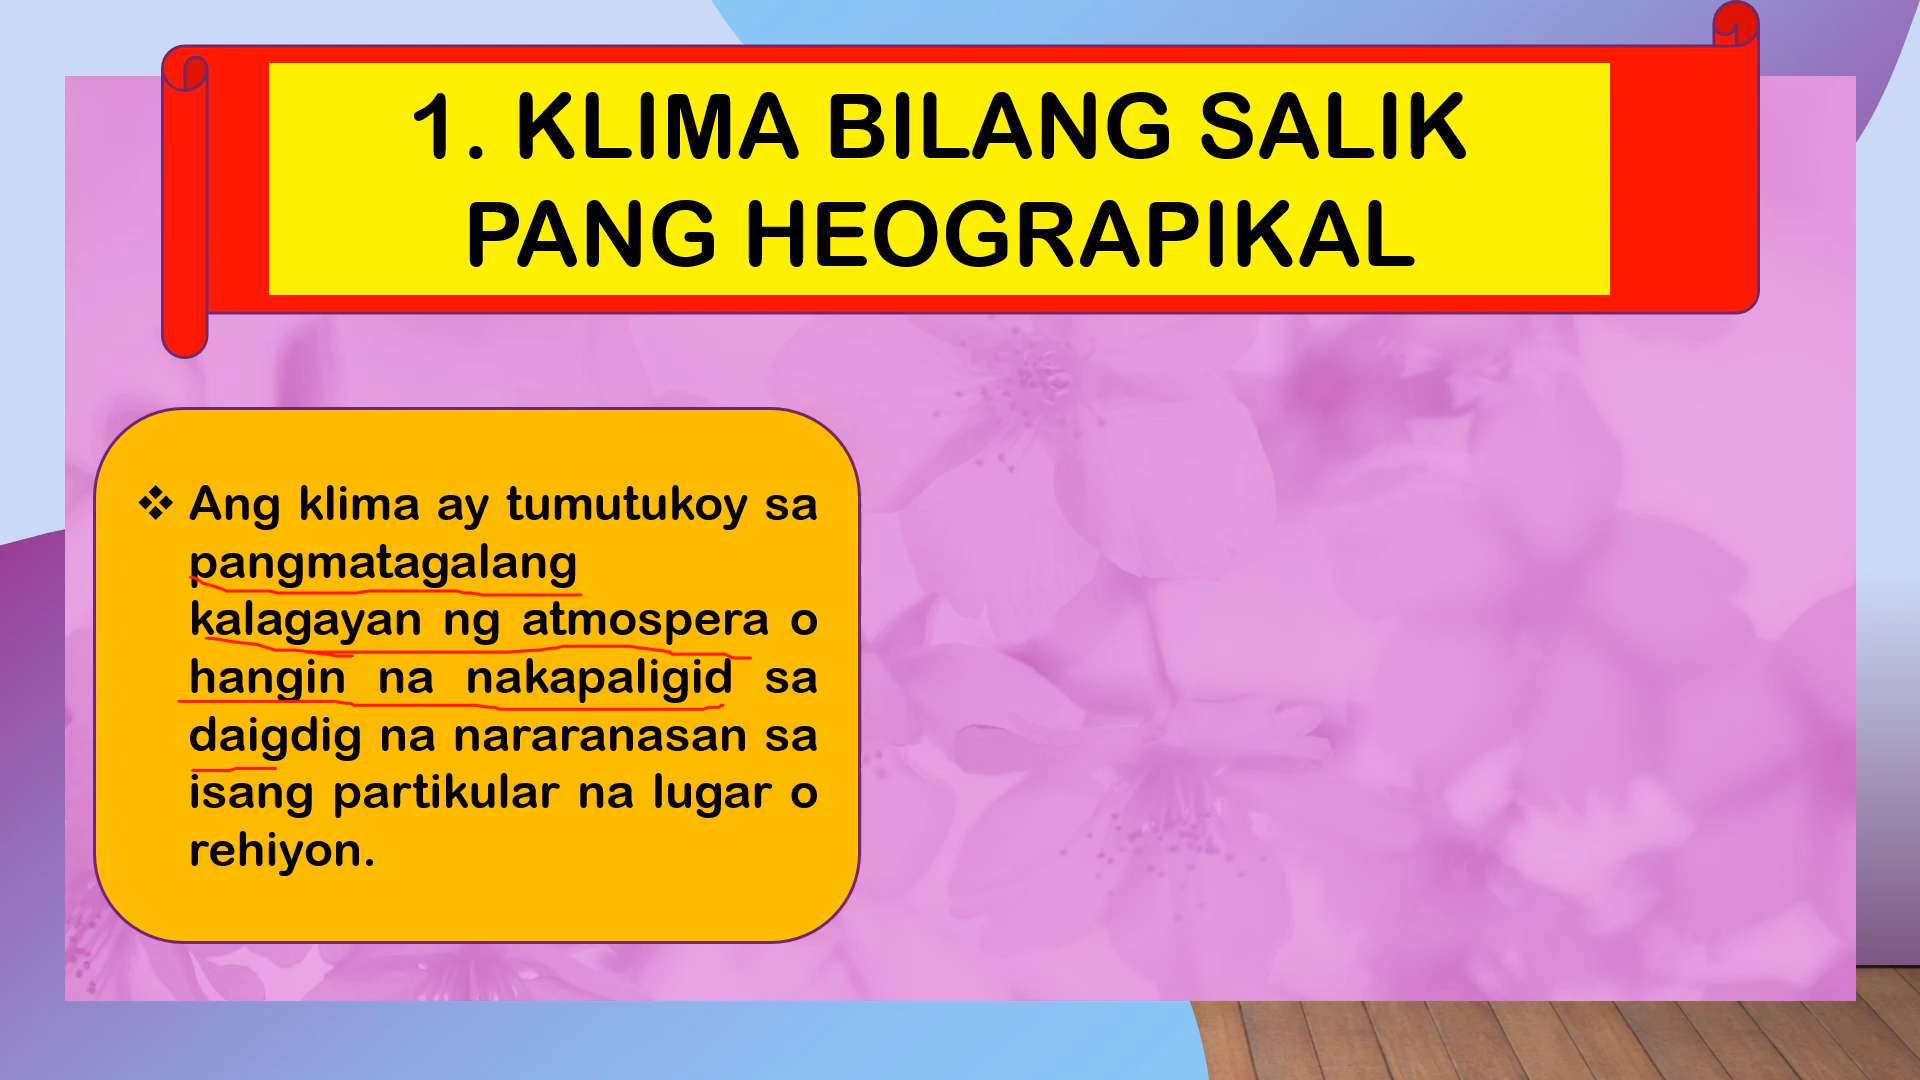 1. KLIMA BILANG SALIK
PANG HEOGRAPIKAL
❖ Ang klima ay tumutukoy sa
pangmatagalang
kalagayan ng atmospera o
hangin na nakapaligid sa
daigdig na nararanasan sa
isang partikular na lugar o
rehiyon.